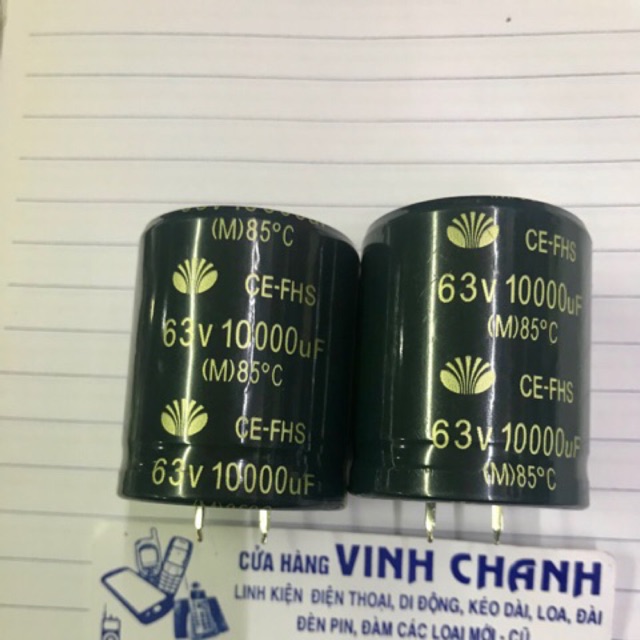 (M)85°C
CE-FHS
63v 10000uF
(M)85°C
CE-FHS
63v 10000uF
CE-FHS
63v 10000uF
(M)85°C
CE-FHS
63v 10000uF
(M)85°C
CỬA HÀNG VINH CHANH
LINH KIỆN ĐIỆN THOẠI, DI ĐỘNG, KÉO DÀI, LOA, ĐÀI
ĐÈN PIN, ĐÀM CÁC LOẠI MỚI - CŨ